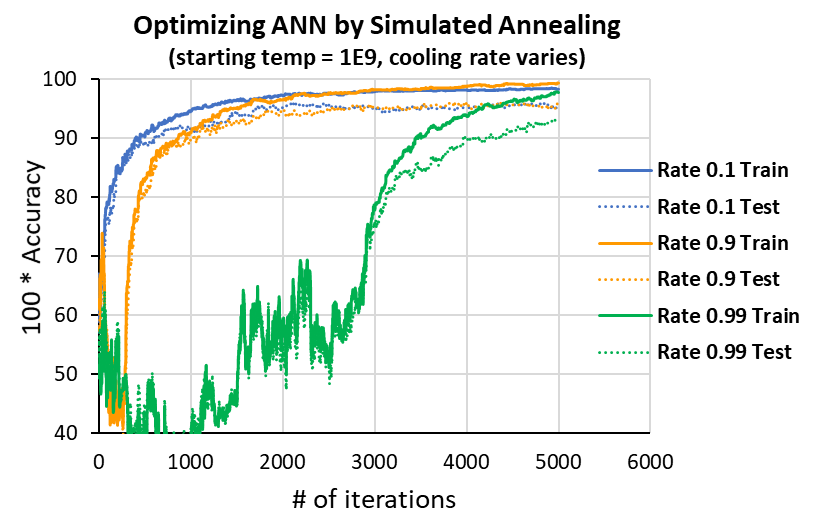 Optimizing ANN by Simulated Annealing
(starting temp = 1E9, cooling rate varies)
100 * Accuracy
100
90
80
70
60
50
40
0
1000
2000
3000
4000
5000
6000
# of iterations
Rate 0.1 Train
Rate 0.1 Test
Rate 0.9 Train
Rate 0.9 Test
Rate 0.99 Train
Rate 0.99 Test